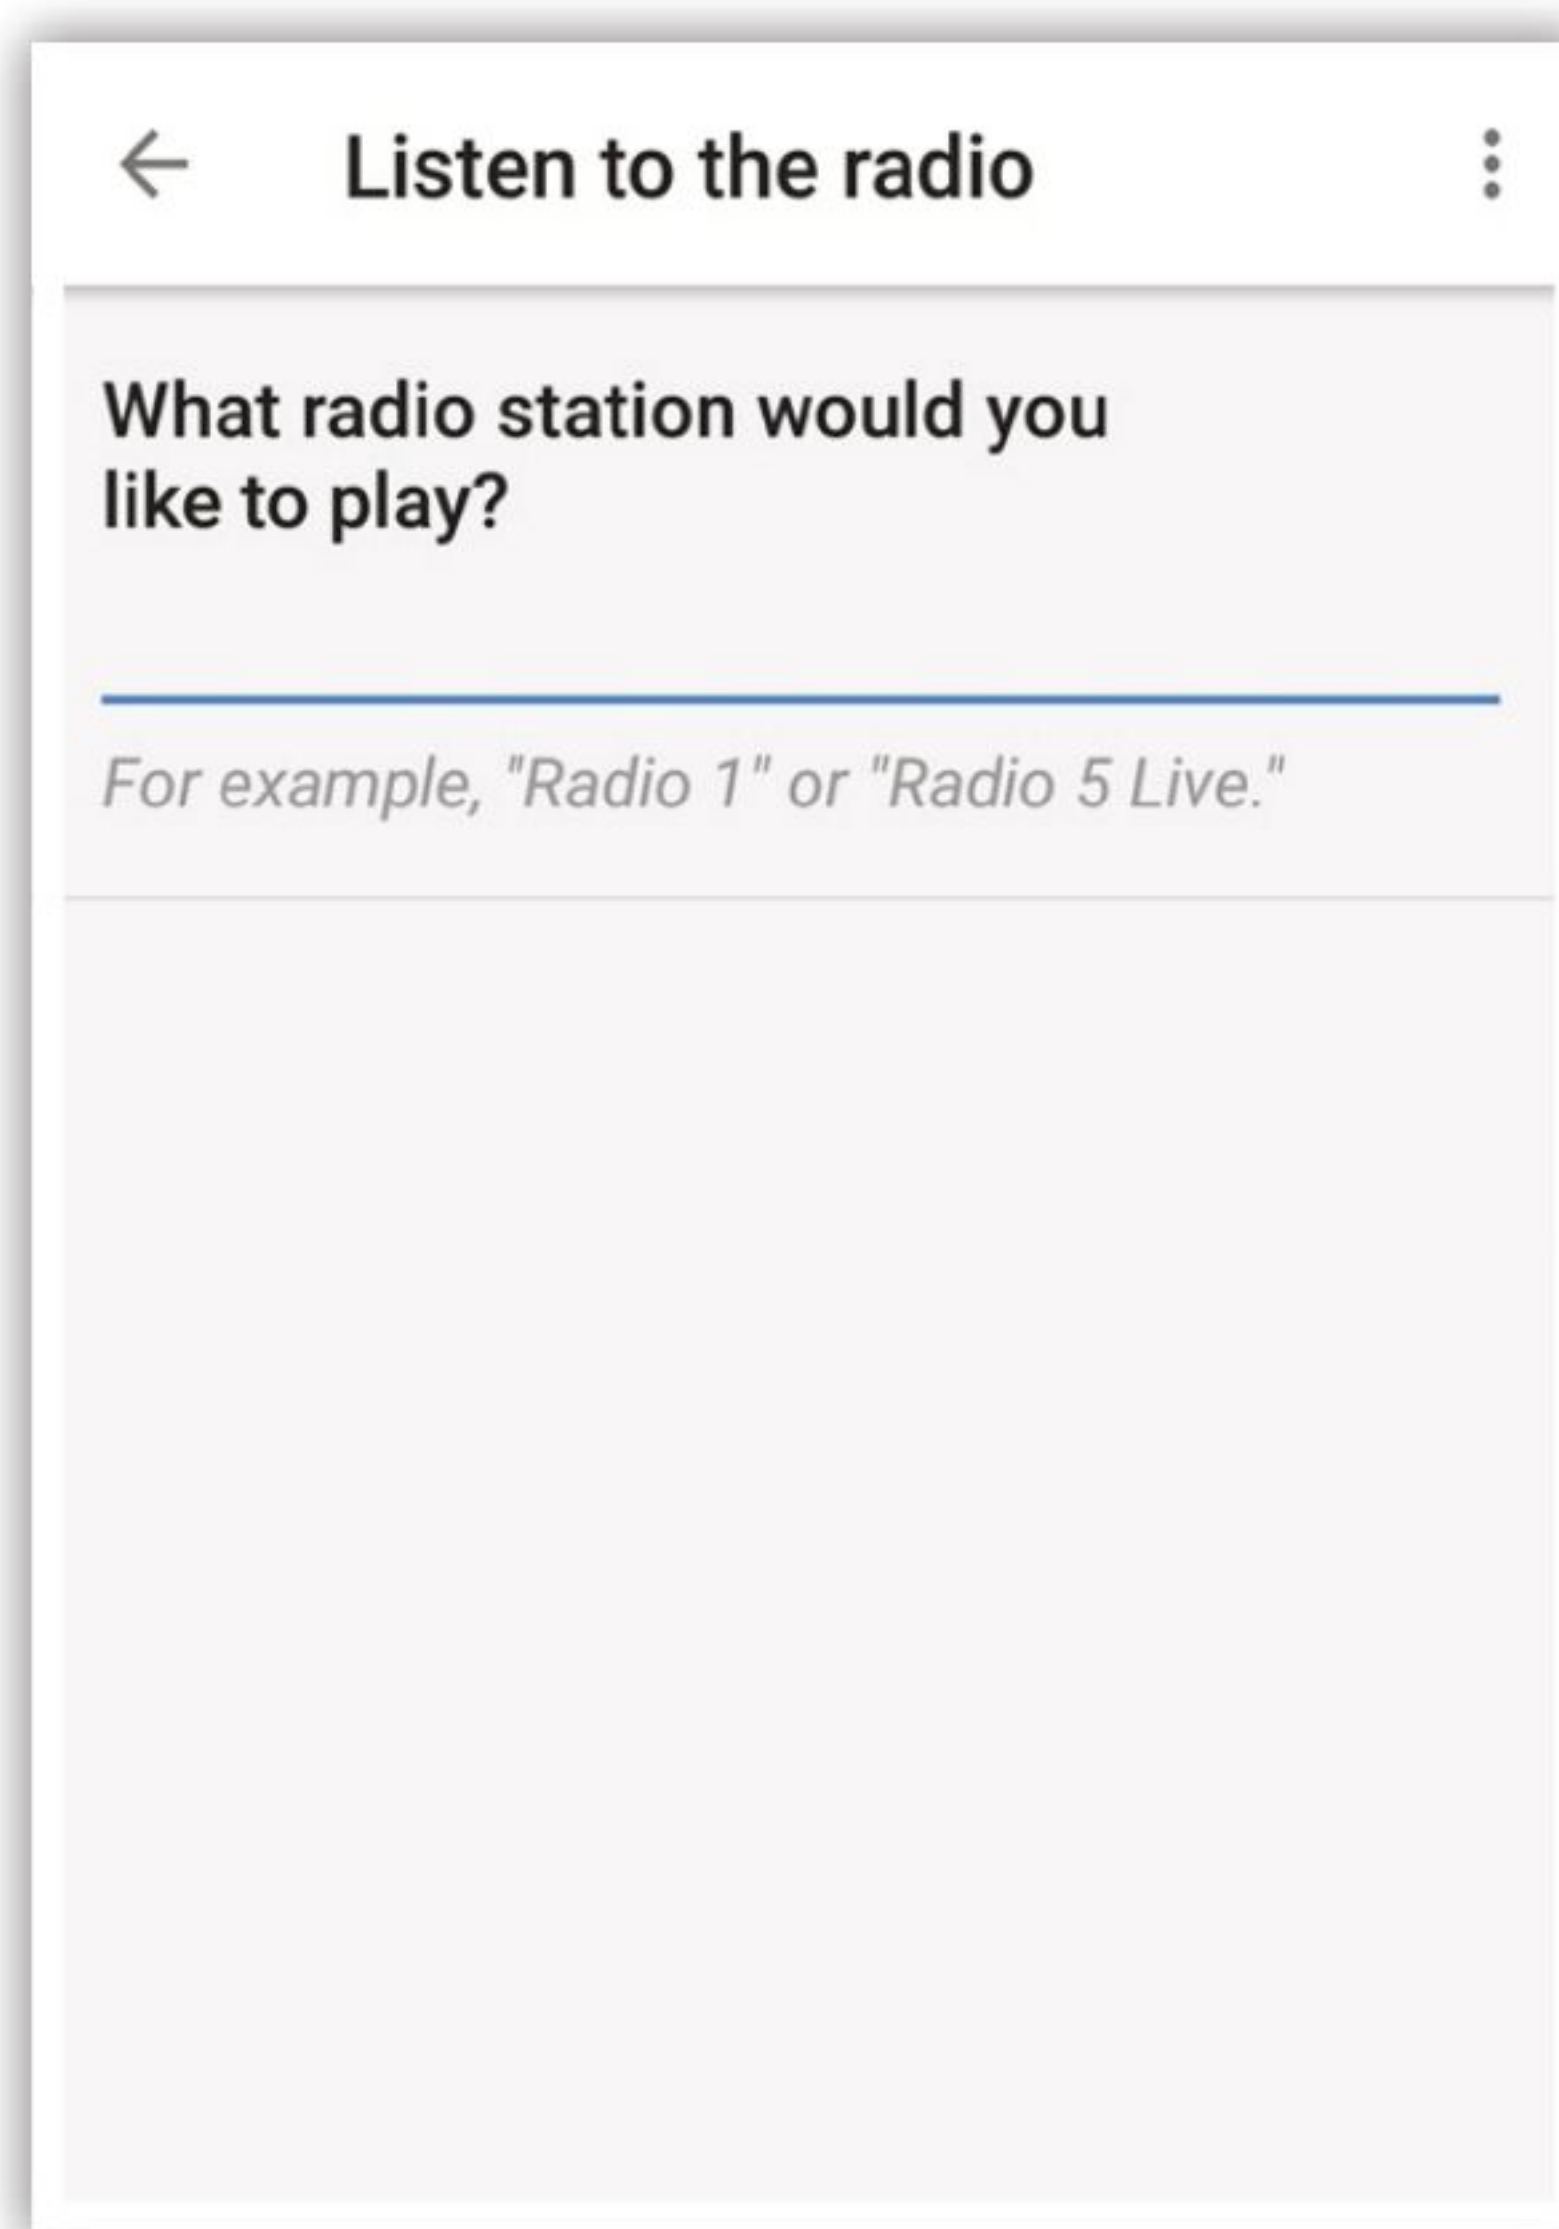 Listen to the radio
What radio station would you
like to play?
For example, "Radio 1" or "Radio 5 Live."